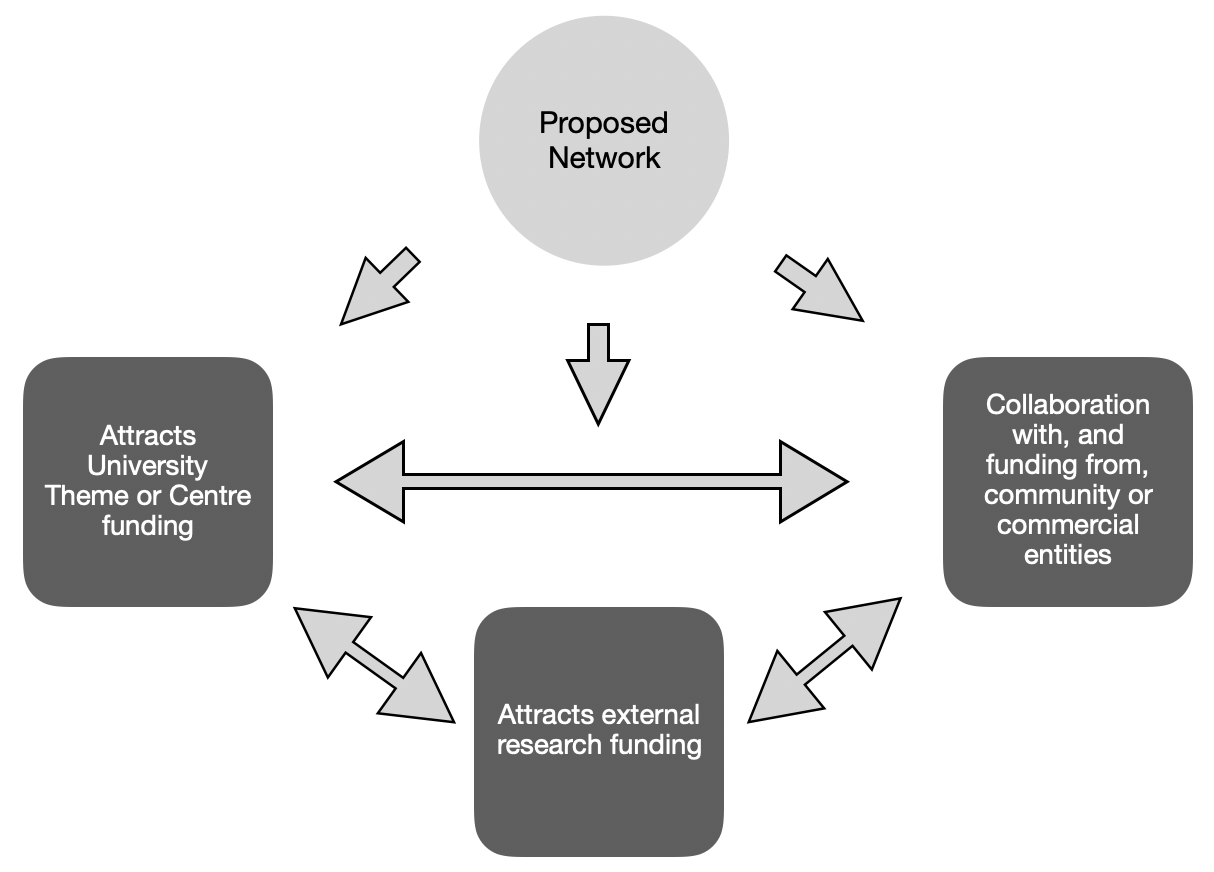 Proposed
Network
Attracts
University
Theme or Centre
funding
Collaboration
with, and
funding from,
community or
commercial
entities
Attracts external
research funding